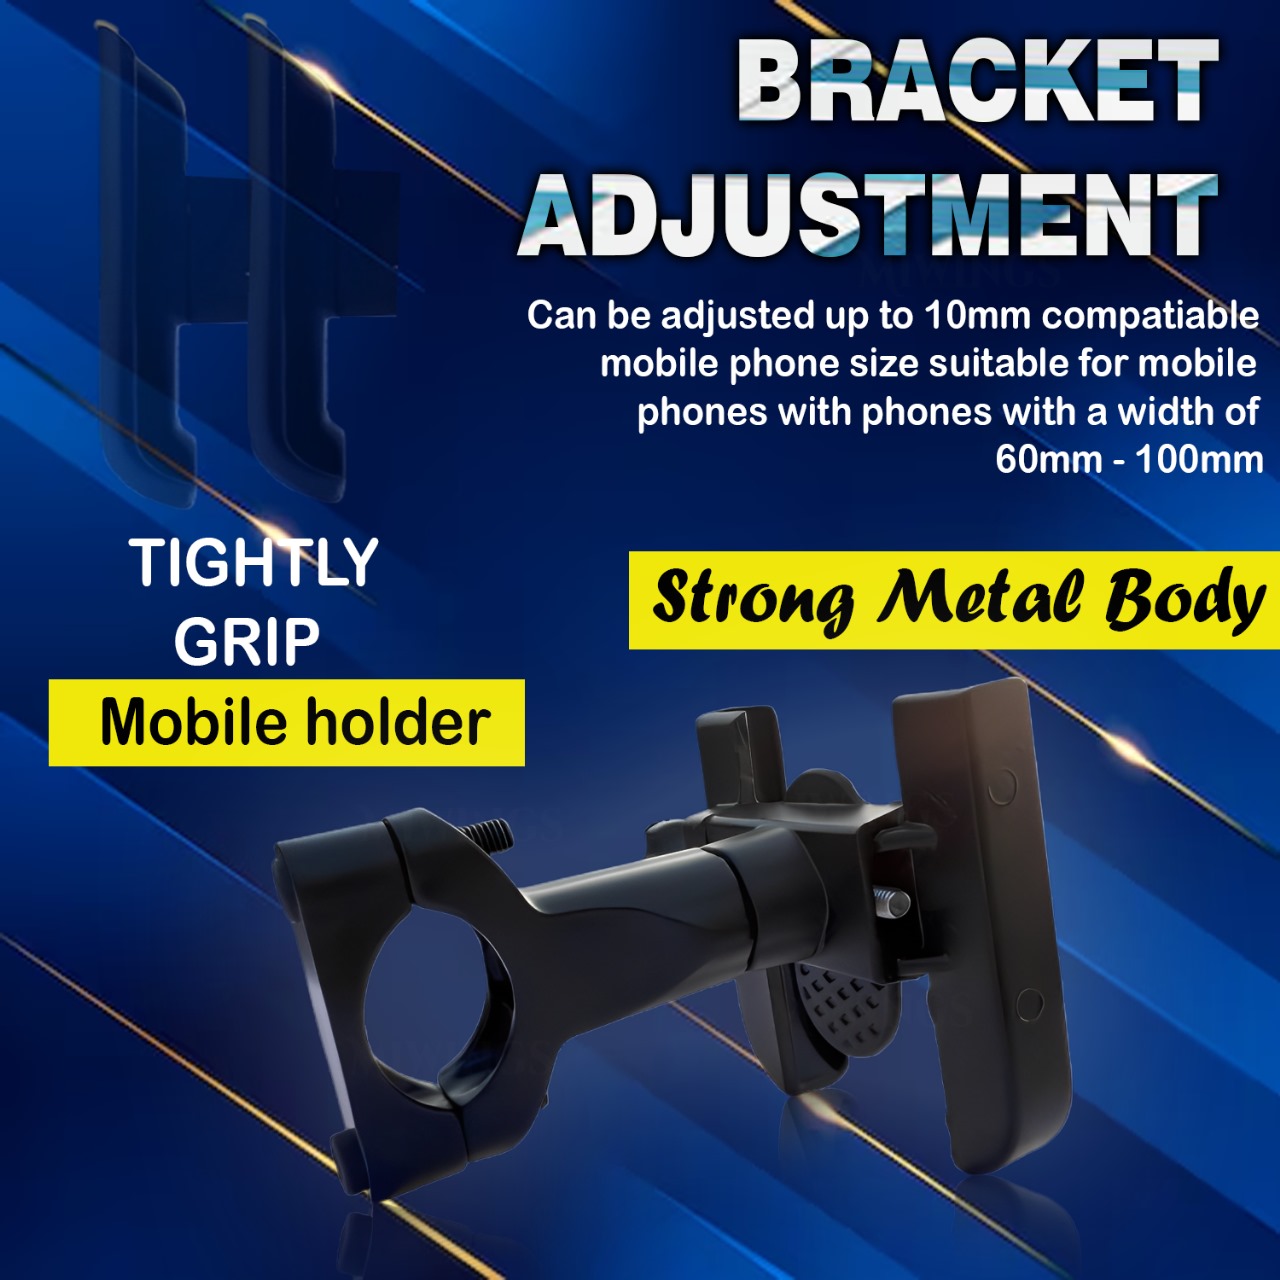 BRACKET
ADJUSTMENT
MIWINGS
Can be adjusted up to 10mm compatiable
mobile phone size suitable for mobile
phones with phones with a width of
60mm - 100mm
TIGHTLY
GRIP
Mobile holder
Strong Metal Body